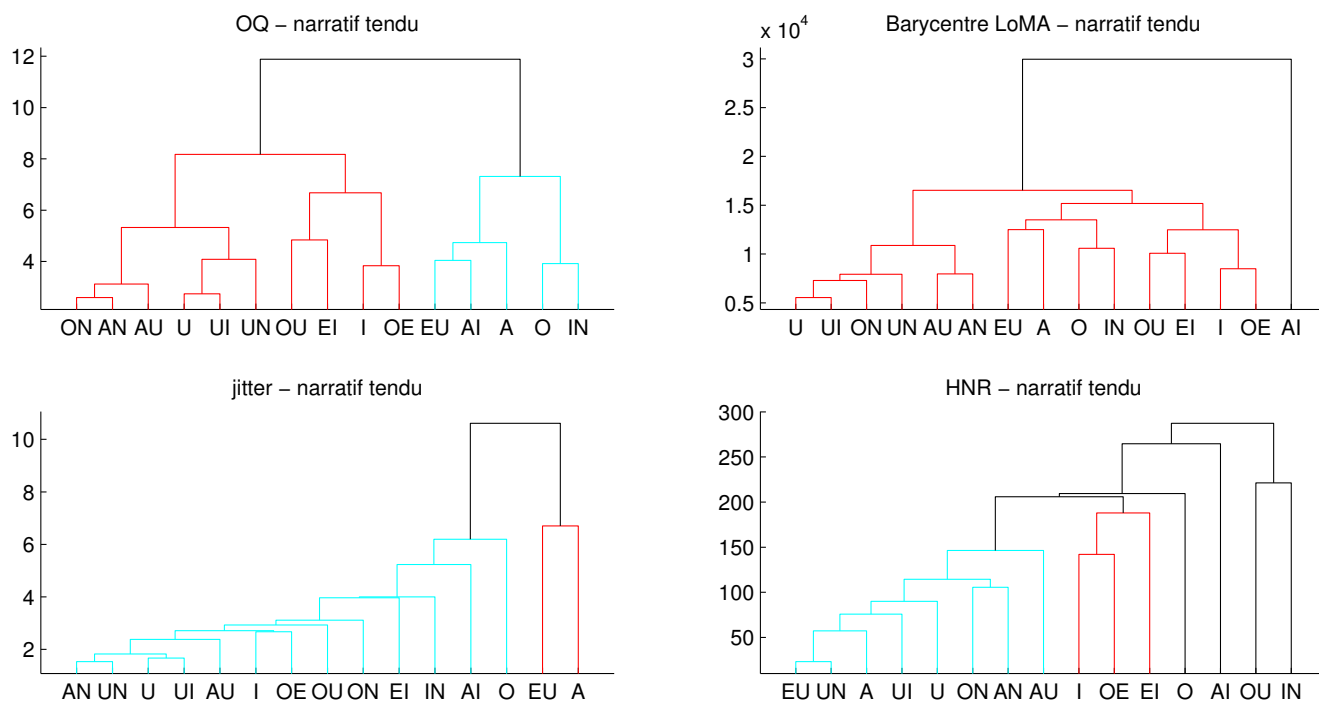 OQ – narratif tendu
12
10
8
6
4
ON AN AU U UI UN OU EI I OE EU AI A O IN
Barycentre LoMA – narratif tendu
x 10^4
3
2.5
2
1.5
1
0.5
U UI ON UN AU AN EU A O IN OU EI I OE AI
jitter – narratif tendu
10
8
6
4
2
AN UN U UI AU I OE OU ON EI IN AI O EU A
HNR – narratif tendu
300
250
200
150
100
50
EU UN A UI U ON AN AU I OE EI O AI OU IN